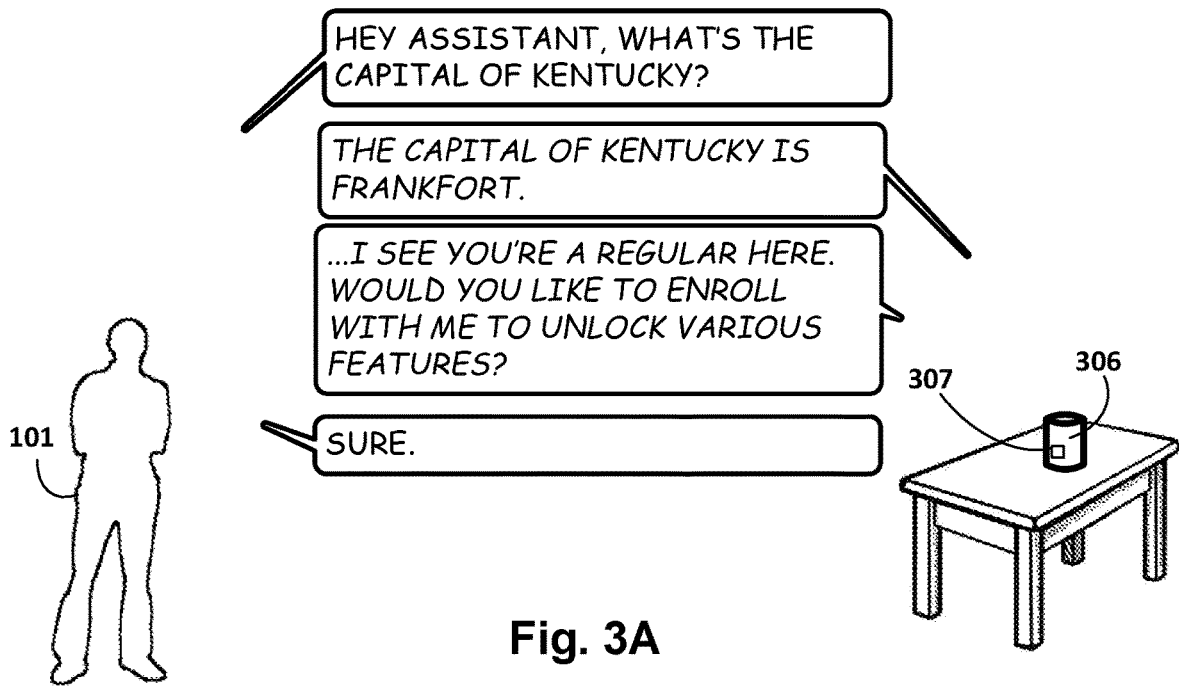 HEY ASSISTANT, WHAT'S THE
CAPITAL OF KENTUCKY?
THE CAPITAL OF KENTUCKY IS
FRANKFORT.
...I SEE YOU'RE A REGULAR HERE.
WOULD YOU LIKE TO ENROLL
WITH ME TO UNLOCK VARIOUS
FEATURES?
SURE.
101
307
306
Fig. 3A